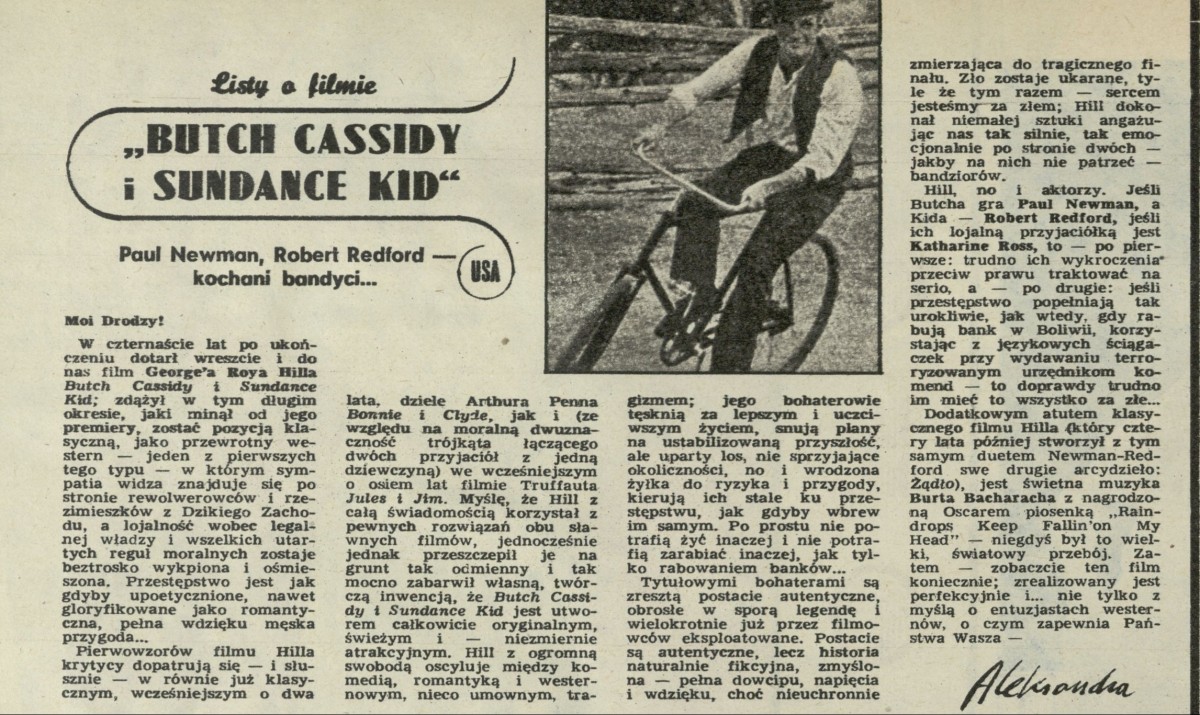 Listy o filmie
„BUTCH CASSIDY
i SUNDANCE KID“
Paul Newman, Robert Redford —
kochani bandyci...
USA
Moi Drodzy!
W czternaście lat po ukoń-
czeniu dotarł wreszcie i do
nas film George'a Roya Hilla
Butch Cassidy i Sundance
Kid; zdążył w tym długim
okresie, jaki minął od jego
premiery, zostać pozycją kla-
syczną, jako przewrotny we-
stern — jeden z pierwszych
tego typu — w którym sym-
patia widza znajduje się po
stronie rewolwerowców i rze-
zimieszków z Dzikiego Zacho-
du, a lojalność wobec legal-
nej władzy i wszelkich utar-
tych reguł moralnych zostaje
beztrosko wykpiona i ośmie-
szona. Przestępstwo jest jak
gdyby upoetycznione, nawet
gloryfikowane jako romanty-
czna, pełna wdzięku męska
przygoda...
Pierwowzorów filmu Hilla
krytycy dopatrują się — i słu-
sznie — w równie już klasy-
cznym, wcześniejszym o dwa
lata, dziele Arthura Penna
Bonnie i Clyde, jak i (ze
względu na moralną dwuzna-
czność trójkąta łączącego
dwóch przyjaciół z jedną
dziewczyną) we wcześniejszym
o osiem lat filmie Truffauta
Jules i Jim. Myślę, że Hill z
całą świadomością korzystał z
pewnych rozwiązań obu sła-
wnych filmów, jednocześnie
jednak przeszczepił je na
grunt tak odmienny i tak
mocno zabarwił własną, twór-
czą inwencją, że Butch Cassi-
dy i Sundance Kid jest utwo-
rem całkowicie oryginalnym,
świeżym i — niezmiernie
atrakcyjnym. Hill z ogromną
swobodą oscyluje między ko-
medią, romantyką i wester-
nowym, nieco umownym, tra-
gizmem; jego bohaterowie
tęsknią za lepszym i uczci-
wszym życiem, snują plany
na ustabilizowaną przyszłość,
ale uparty los, nie sprzyjające
okoliczności, no i wrodzona
żyłka do ryzyka i przygody,
kierują ich stale ku prze-
stępstwu, jak gdyby wbrew
im samym. Po prostu nie po-
trafią żyć inaczej i nie potra-
fią zarabiać inaczej, jak tyl-
ko rabowaniem banków...
Tytułowymi bohaterami są
zresztą postacie autentyczne,
obrosłe w sporą legendę i
wielokrotnie już przez filmo-
wców eksploatowane. Postacie
są autentyczne, lecz historia
naturalnie fikcyjna, zmyślo-
na — pełna dowcipu, napięcia
i wdzięku, choć nieuchronnie
zmierzająca do tragicznego fi-
nału. Zło zostaje ukarane, ty-
le że tym razem — sercem
jesteśmy za złem; Hill doko-
nał niemałej sztuki angażu-
jąc nas tak silnie, tak emo-
cjonalnie po stronie dwóch —
jakby na nich nie patrzeć —
bandziorów.
Hill, no i aktorzy. Jeśli
Butcha gra Paul Newman, a
Kida — Robert Redford, jeśli
ich lojalną przyjaciółką jest
Katharine Ross, to — po pier-
wsze: trudno ich wykroczenia
przeciw prawu traktować na
serio, a — po drugie: jeśli
przestępstwo popełniają tak
urokliwie, jak wtedy, gdy ra-
bują bank w Boliwii, korzy-
stając z językowych ściąga-
czek przy wydawaniu terro-
ryzowanym urzędnikom ko-
mend — to doprawdy trudno
im mieć to wszystko za złe...
Dodatkowym atutem klasy-
cznego filmu Hilla (który czte-
ry lata później stworzył z tym
samym duetem Newman-Red-
ford swe drugie arcydzieło:
Żądło), jest świetna muzyka
Burta Bacharacha z nagrodzo-
ną Oscarem piosenką „Rain-
drops Keep Fallin'on My
Head” — niegdyś był to wiel-
ki, światowy przebój. Za-
tem — zobaczcie ten film
koniecznie; zrealizowany jest
perfekcyjnie i... nie tylko z
myślą o entuzjastach wester-
nów, o czym zapewnia Pań-
stwa Wasza —
Aleksandra